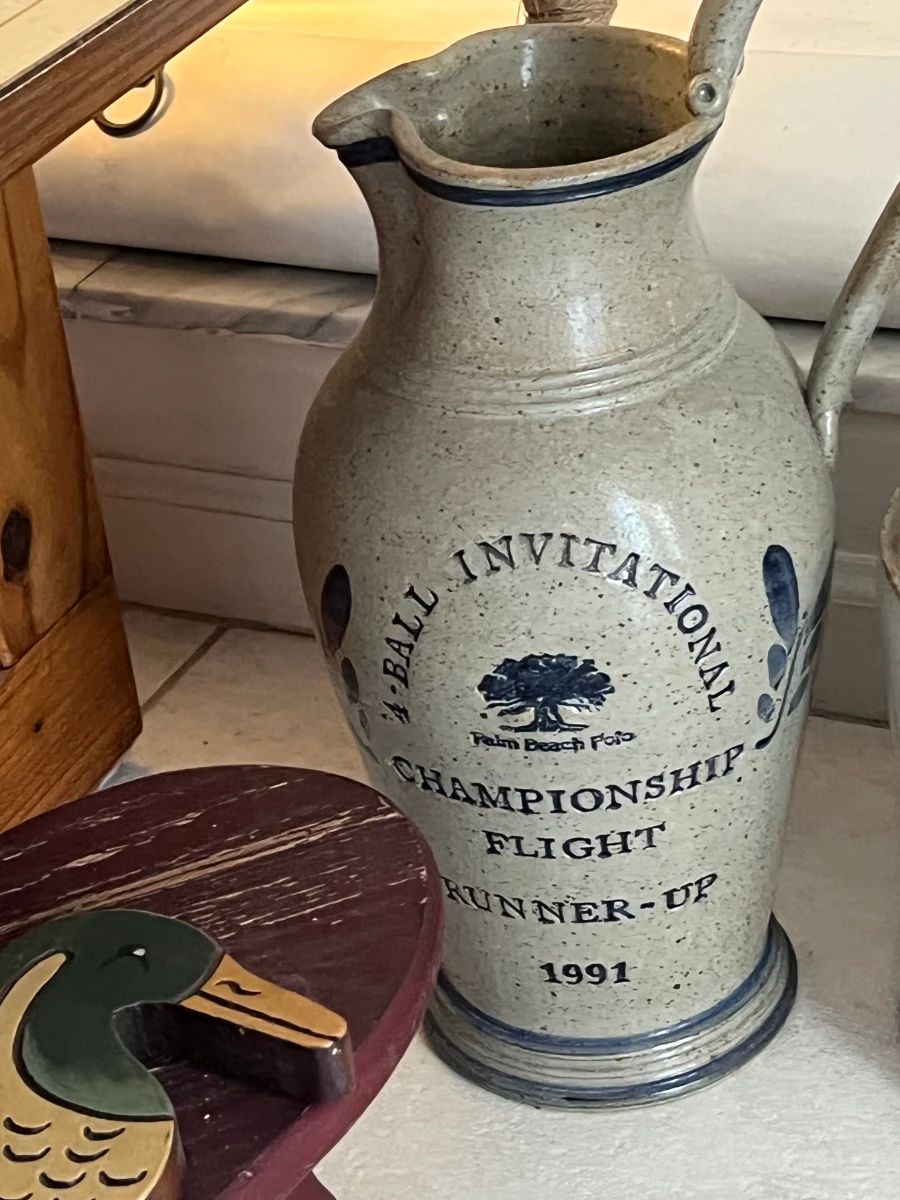 4-BALL INVITATIONAL
Palm Beach Polo
CHAMPIONSHIP
FLIGHT
RUNNER-UP
1991